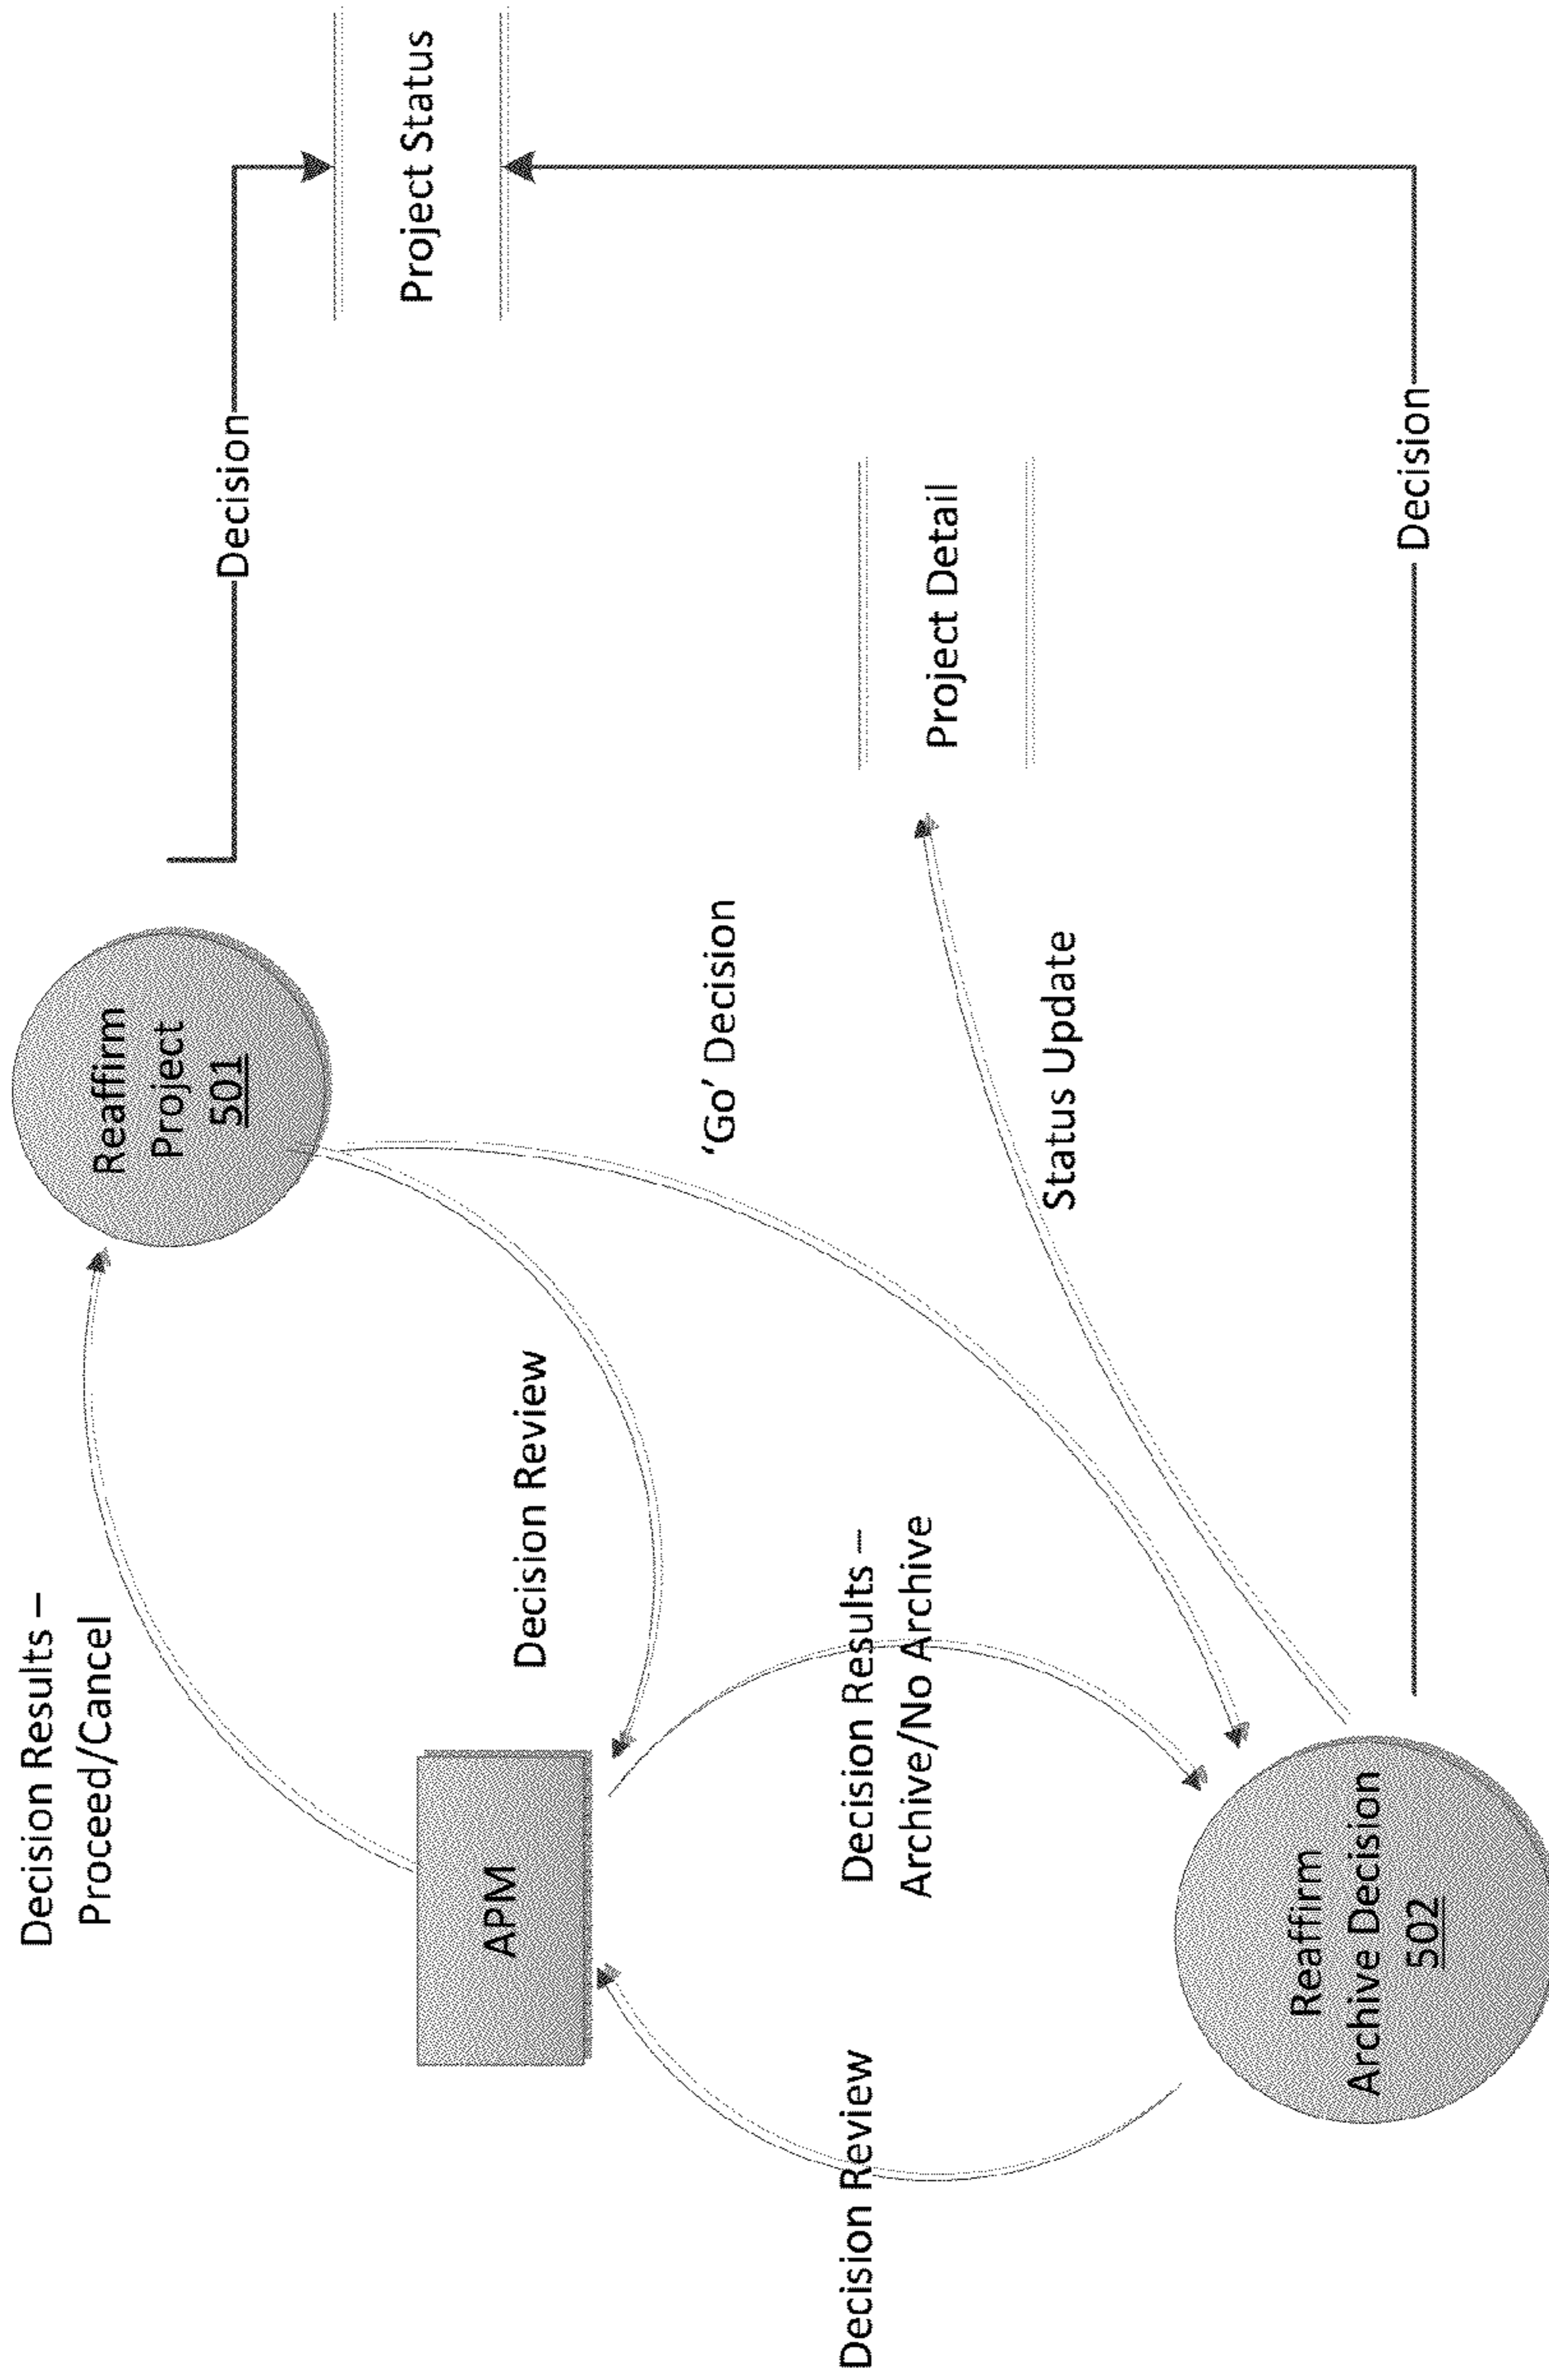 Decision Results –
Proceed/Cancel
Reaffirm
Project
501
Decision
Project Status
APM
Decision Review
'Go' Decision
Decision Review
Decision Results –
Archive/No Archive
Status Update
Project Detail
Reaffirm
Archive Decision
502
Decision